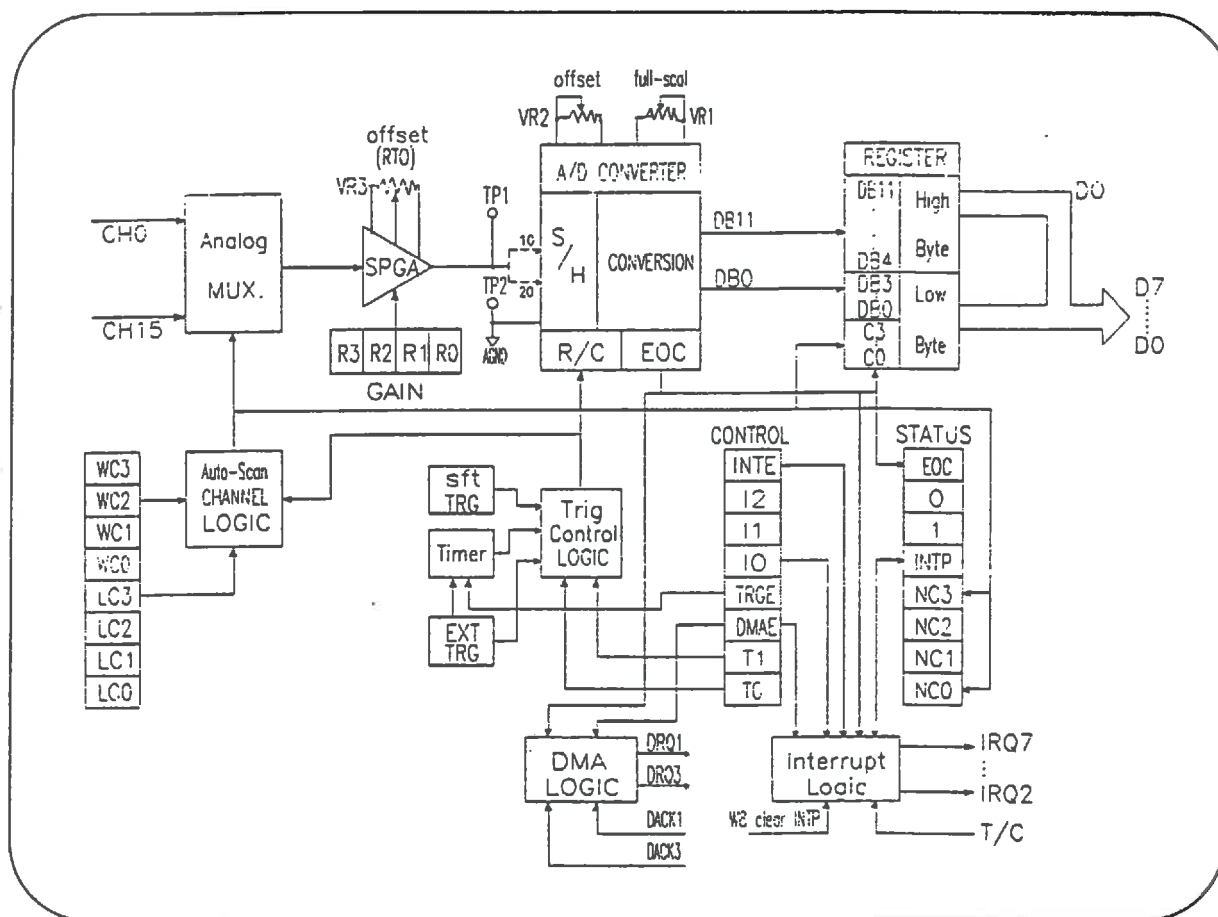 offset
full-scal
VR2
VR1
offset
(RTO)
VR3
A/D CONVERTER
REGISTER
TP1
DB11
High
D0
CH0
Analog
MUX.
SPGA
10
S/H
CONVERSION
DB11
Byte
DB4
TP2
20
DB0
DB3
Low
DB0
D7
D0
CH15
AGND
R3 R2 R1 R0
R/C
EOC
C3
C0
Byte
GAIN
CONTROL
STATUS
WC3
WC2
WC1
WC0
LC3
LC2
LC1
LC0
Auto-Scan
CHANNEL
LOGIC
sft
TRG
Timer
EXT
TRG
Trig
Control
LOGIC
INTE
I2
I1
I0
TRGE
DMAE
T1
T0
EOC
0
1
INTP
NC3
NC2
NC1
NC0
DMA
LOGIC
DRQ1
DRQ3
DACK1
DACK3
interrupt
Logic
IRQ7
IRQ2
clear INTP
T/C